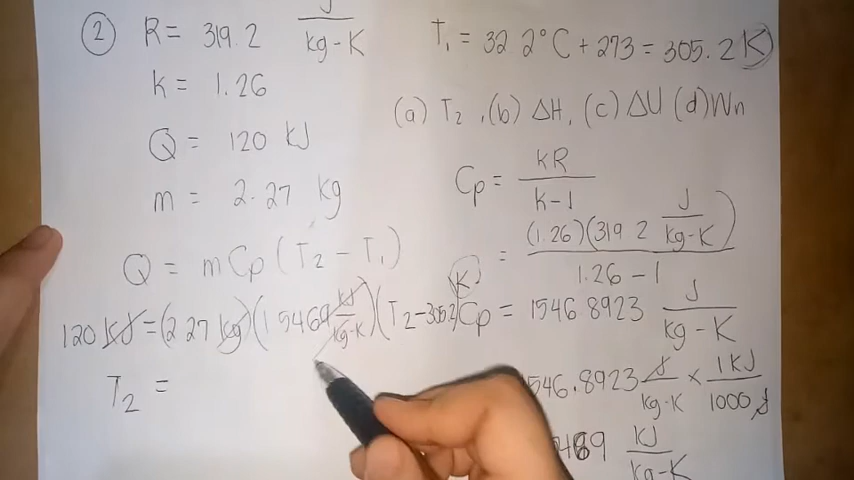 ② R = 319.2 J/kg-K
k = 1.26
Q = 120 kJ
m = 2.27 kg
Q = mCp (T2 - T1)
120 kJ = (2.27 kg)(1.5469 kJ/kg-K)(T2 - 305.2 K)
T2 =
T1 = 32.2°C + 273 = 305.2 K
(a) T2, (b) ΔH, (c) ΔU (d) Wn
Cp = kR/k-1
= (1.26)(319.2 J/kg-K)/1.26 - 1
Cp = 1546.8923 J/kg-K
1546.8923 J/kg-K × 1 kJ/1000 J
kJ/kg-K